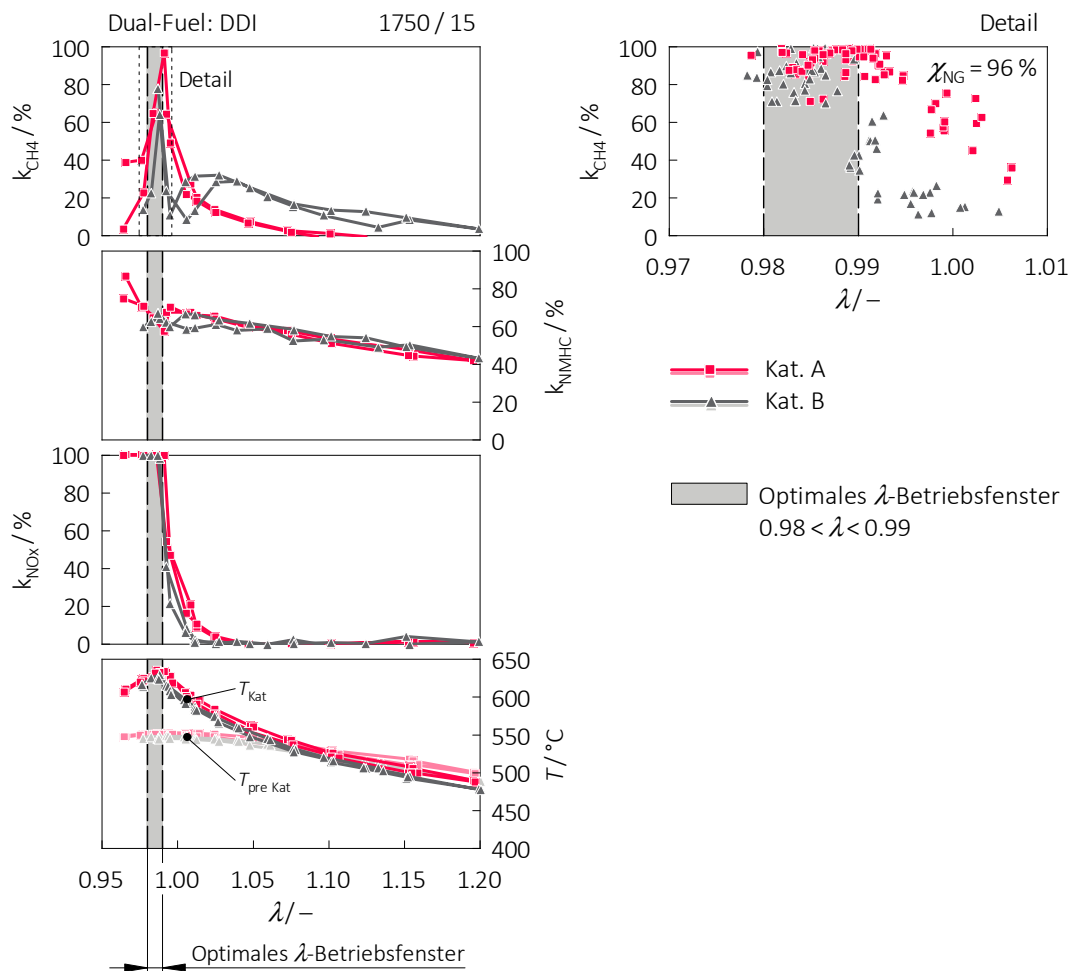 Dual-Fuel: DDI 1750 / 15
100
80
60
40
20
0
k_CH4 / %
Detail
100
80
60
40
20
0
k_NMHC / %
100
80
60
40
20
0
k_NOx / %
650
600
550
500
450
400
T / °C
T_Kat
T_pre Kat
0.95 1.00 1.05 1.10 1.15 1.20
λ / –
Optimales λ-Betriebsfenster
Detail
100
80
60
40
20
0
k_CH4 / %
χ_NG = 96 %
0.97 0.98 0.99 1.00 1.01
λ / –
Kat. A
Kat. B
Optimales λ-Betriebsfenster
0.98 < λ < 0.99